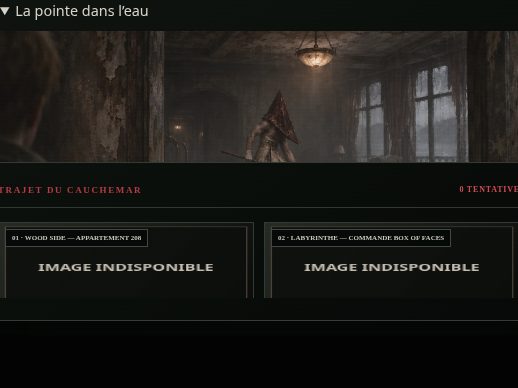 ▼ La pointe dans l’eau
TRAJET DU CAUCHEMAR
0 TENTATIVE
01 · WOOD SIDE — APPARTEMENT 208
02 · LABYRINTHE — COMMANDE BOX OF FACES
IMAGE INDISPONIBLE
IMAGE INDISPONIBLE